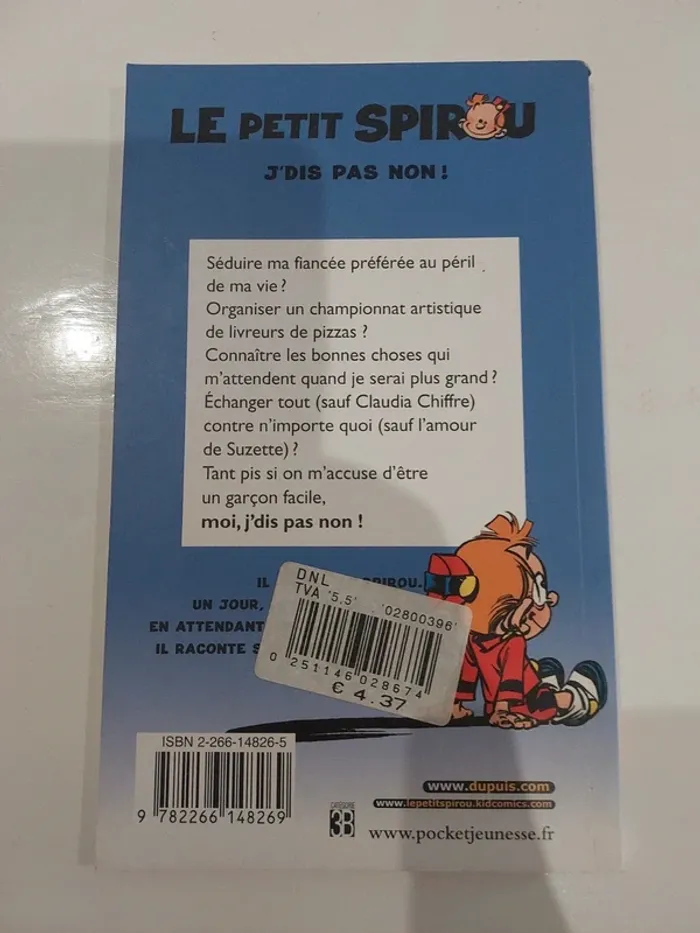 LE PETIT SPIROU
J'DIS PAS NON !
Séduire ma fiancée préférée au péril
de ma vie ?
Organiser un championnat artistique
de livreurs de pizzas ?
Connaître les bonnes choses qui
m'attendent quand je serai plus grand ?
Échanger tout (sauf Claudia Chiffre)
contre n'importe quoi (sauf l'amour
de Suzette) ?
Tant pis si on m'accuse d'être
un garçon facile,
moi, j'dis pas non !
IL SPIROU.
UN JOUR,
EN ATTENDANT
IL RACONTE
DNL
TVA '5,5' '02800396'
0 251146 028674
€ 4.37
ISBN 2-266-14826-5
9 782266 148269
CATÉGORIE
3B
www.dupuis.com
www.lepetitspirou.kidcomics.com
www.pocketjeunesse.fr